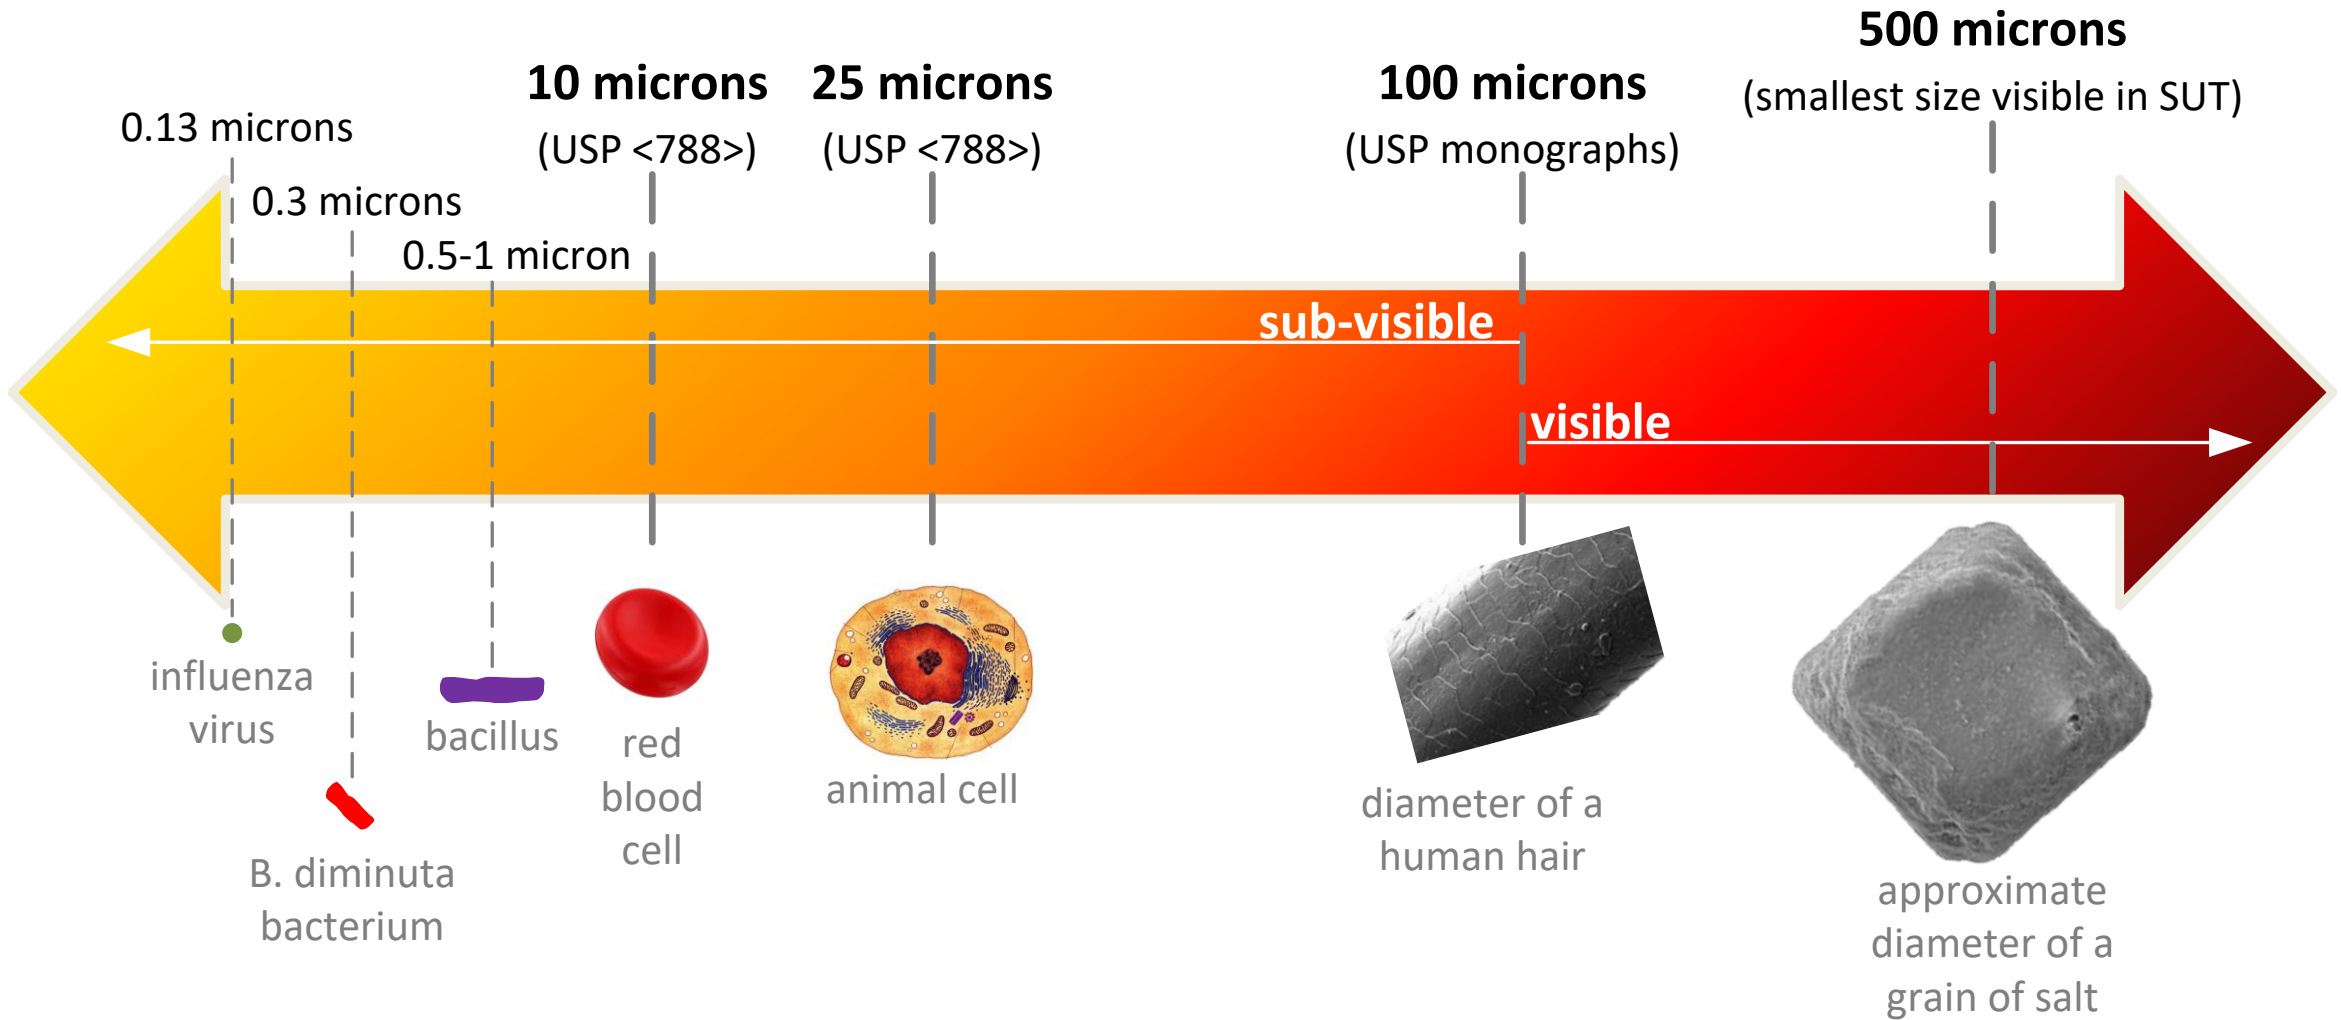 500 microns
(smallest size visible in SUT)
10 microns
(USP <788>)
25 microns
(USP <788>)
100 microns
(USP monographs)
0.13 microns
0.3 microns
0.5-1 micron
sub-visible
visible
influenza
virus
B. diminuta
bacterium
bacillus
red
blood
cell
animal cell
diameter of a
human hair
approximate
diameter of a
grain of salt